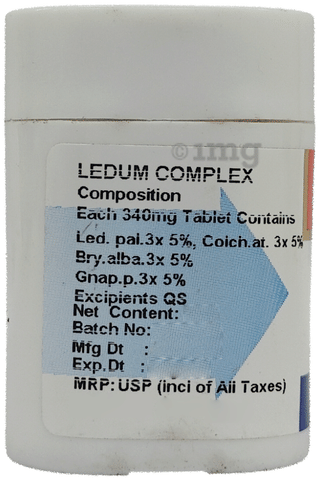 1mg
LEDUM COMPLEX
Composition
Each 340mg Tablet Contains
Led. pal.3x 5%, Colch.at. 3x 5%
Bry.alba.3x 5%
Gnap.p.3x 5%
Excipients QS
Net Content:
Batch No:
Mfg Dt :
Exp.Dt :
MRP: USP (incl of All Taxes)